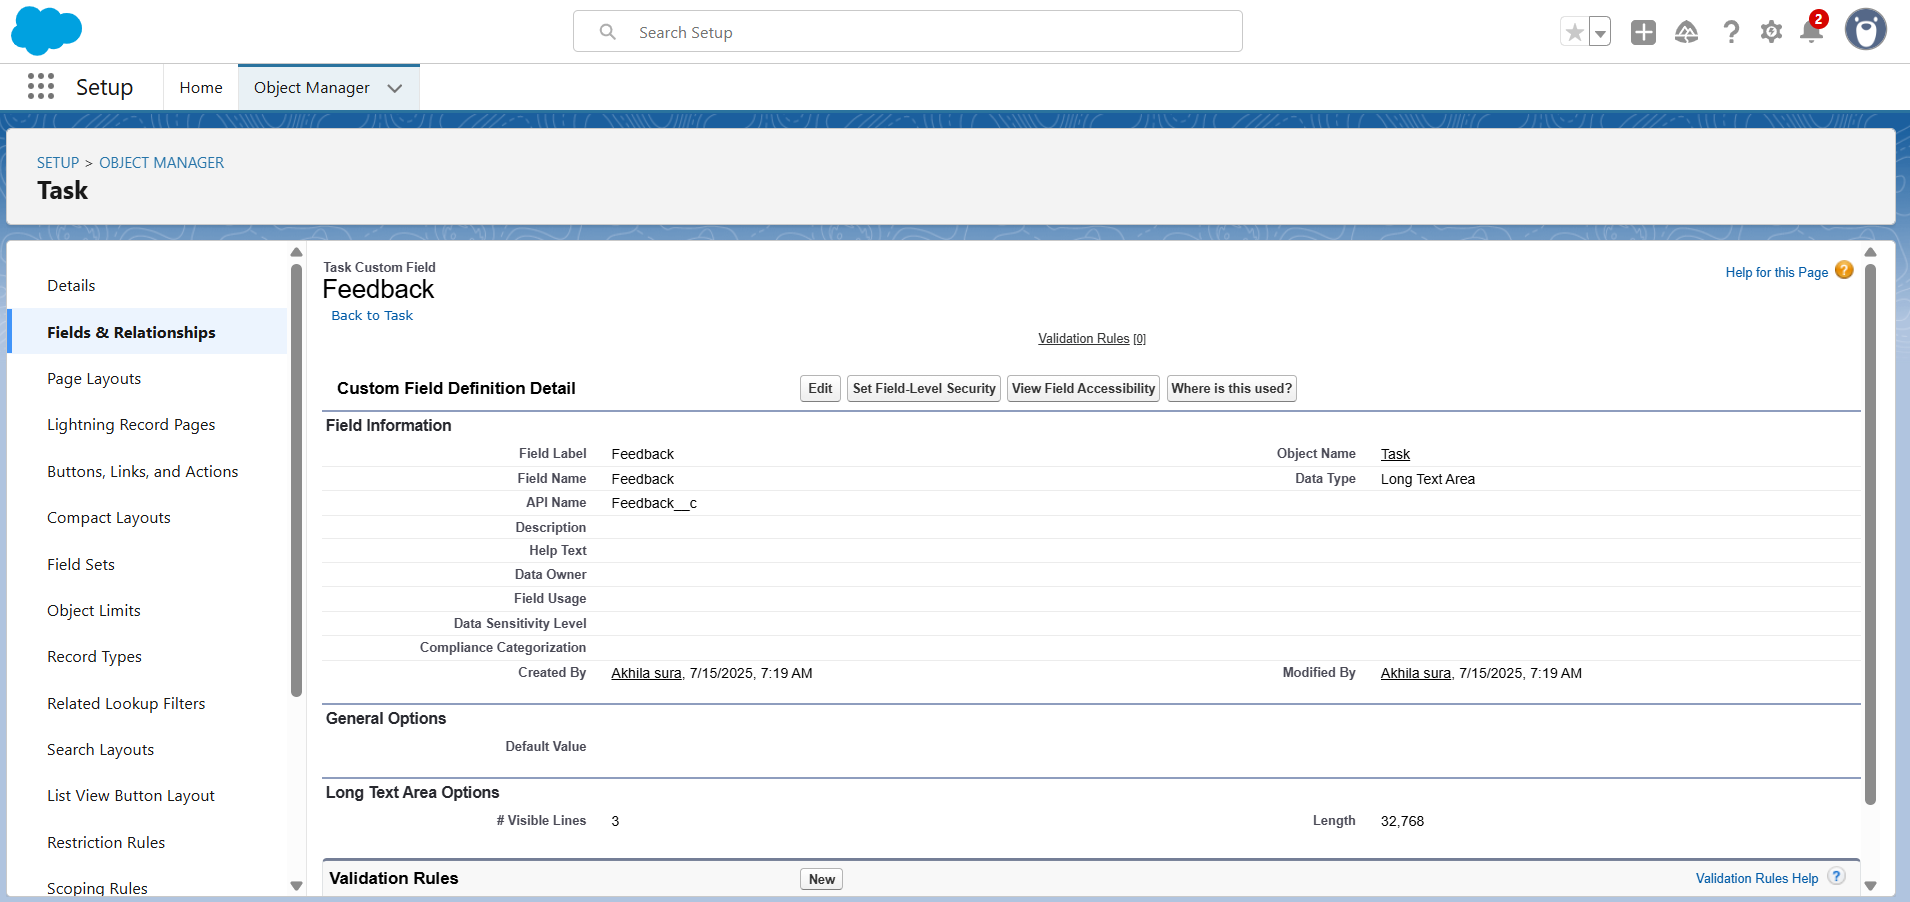 Search Setup
2
Setup
Home
Object Manager
SETUP > OBJECT MANAGER
Task
Details
Fields & Relationships
Page Layouts
Lightning Record Pages
Buttons, Links, and Actions
Compact Layouts
Field Sets
Object Limits
Record Types
Related Lookup Filters
Search Layouts
List View Button Layout
Restriction Rules
Scoping Rules
Task Custom Field
Feedback
Back to Task
Help for this Page ?
Validation Rules [0]
Custom Field Definition Detail Edit Set Field-Level Security View Field Accessibility Where is this used?
Field Information
Field Label Feedback Object Name Task
Field Name Feedback Data Type Long Text Area
API Name Feedback__c
Description
Help Text
Data Owner
Field Usage
Data Sensitivity Level
Compliance Categorization
Created By Akhila sura, 7/15/2025, 7:19 AM Modified By Akhila sura, 7/15/2025, 7:19 AM
General Options
Default Value
Long Text Area Options
# Visible Lines 3 Length 32,768
Validation Rules New Validation Rules Help ?